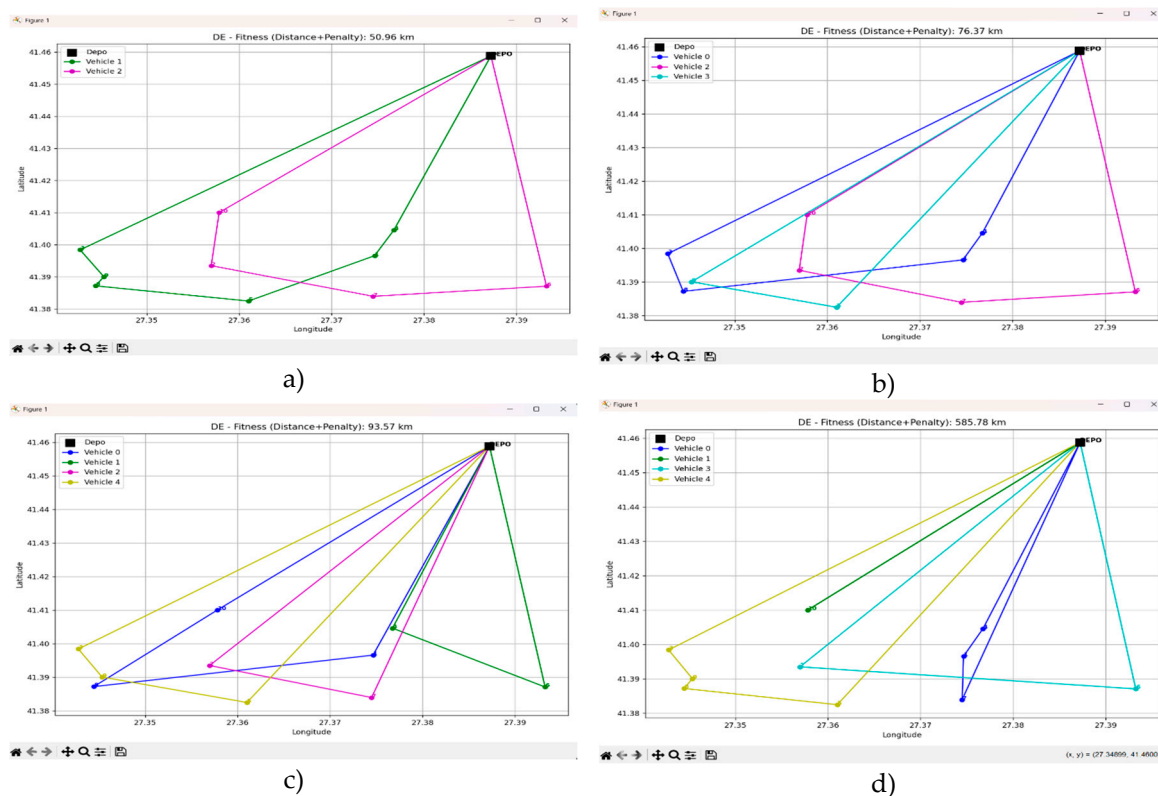 Figure 1
DE - Fitness (Distance+Penalty): 50.96 km
41.46
41.45
41.44
41.43
41.42
41.41
41.40
41.39
41.38
Latitude
Depo
Vehicle 1
Vehicle 2
DEPO
10
27.35
27.36
27.37
27.38
27.39
Longitude
a)
Figure 1
DE - Fitness (Distance+Penalty): 76.37 km
41.46
41.45
41.44
41.43
41.42
41.41
41.40
41.39
41.38
Latitude
Depo
Vehicle 0
Vehicle 2
Vehicle 3
DEPO
10
27.35
27.36
27.37
27.38
27.39
Longitude
b)
Figure 1
DE - Fitness (Distance+Penalty): 93.57 km
41.46
41.45
41.44
41.43
41.42
41.41
41.40
41.39
41.38
Latitude
Depo
Vehicle 0
Vehicle 1
Vehicle 2
Vehicle 4
DEPO
10
27.35
27.36
27.37
27.38
27.39
Longitude
c)
Figure 1
DE - Fitness (Distance+Penalty): 585.78 km
41.46
41.45
41.44
41.43
41.42
41.41
41.40
41.39
41.38
Latitude
Depo
Vehicle 0
Vehicle 1
Vehicle 3
Vehicle 4
DEPO
10
27.35
27.36
27.37
27.38
27.39
Longitude
(x, y) = (27.34899, 41.4600
d)